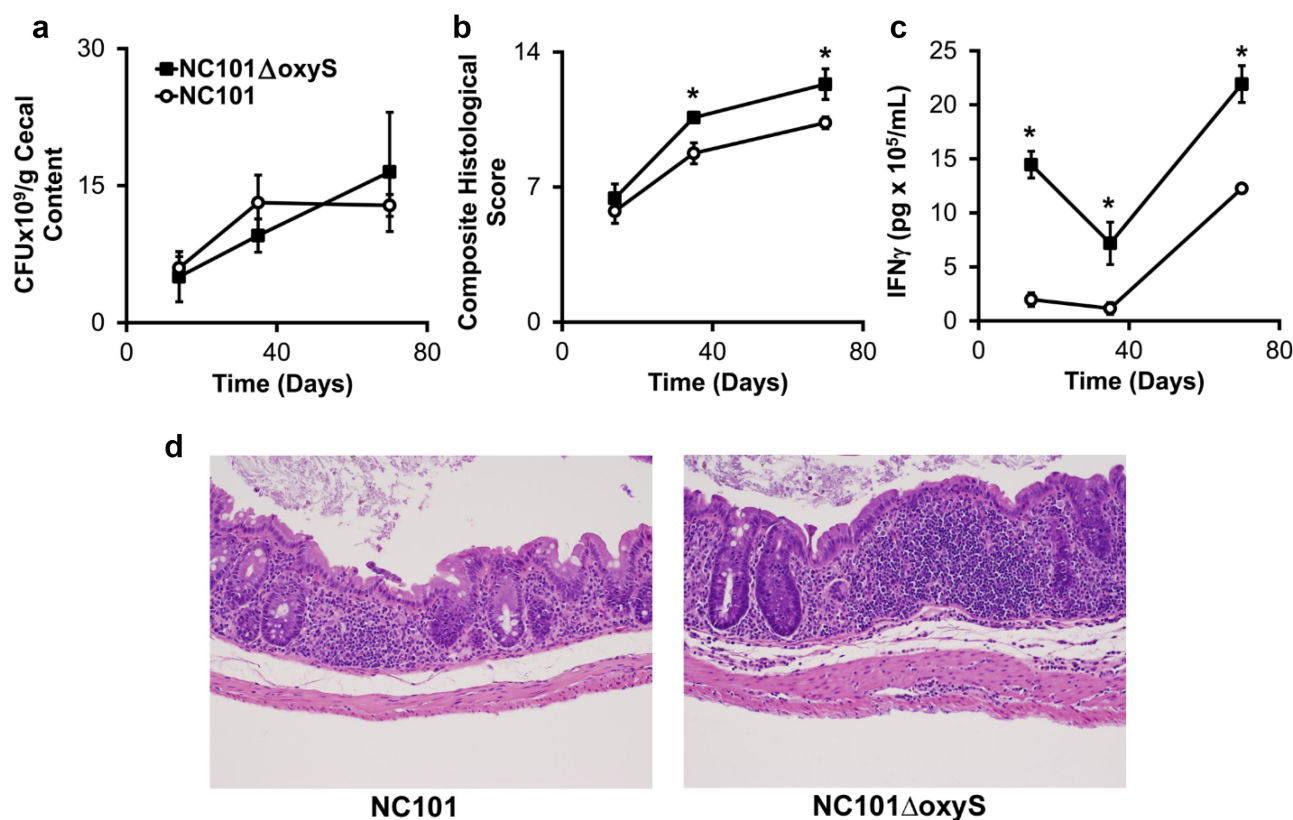 a
30
15
0
CFUx10⁹/g Cecal
Content
NC101ΔoxyS
NC101
0
40
80
Time (Days)
b
14
7
0
Composite Histological
Score
*
*
0
40
80
Time (Days)
c
25
20
15
10
5
0
IFNγ (pg x 10⁵/mL)
*
*
*
0
40
80
Time (Days)
d
NC101
NC101ΔoxyS